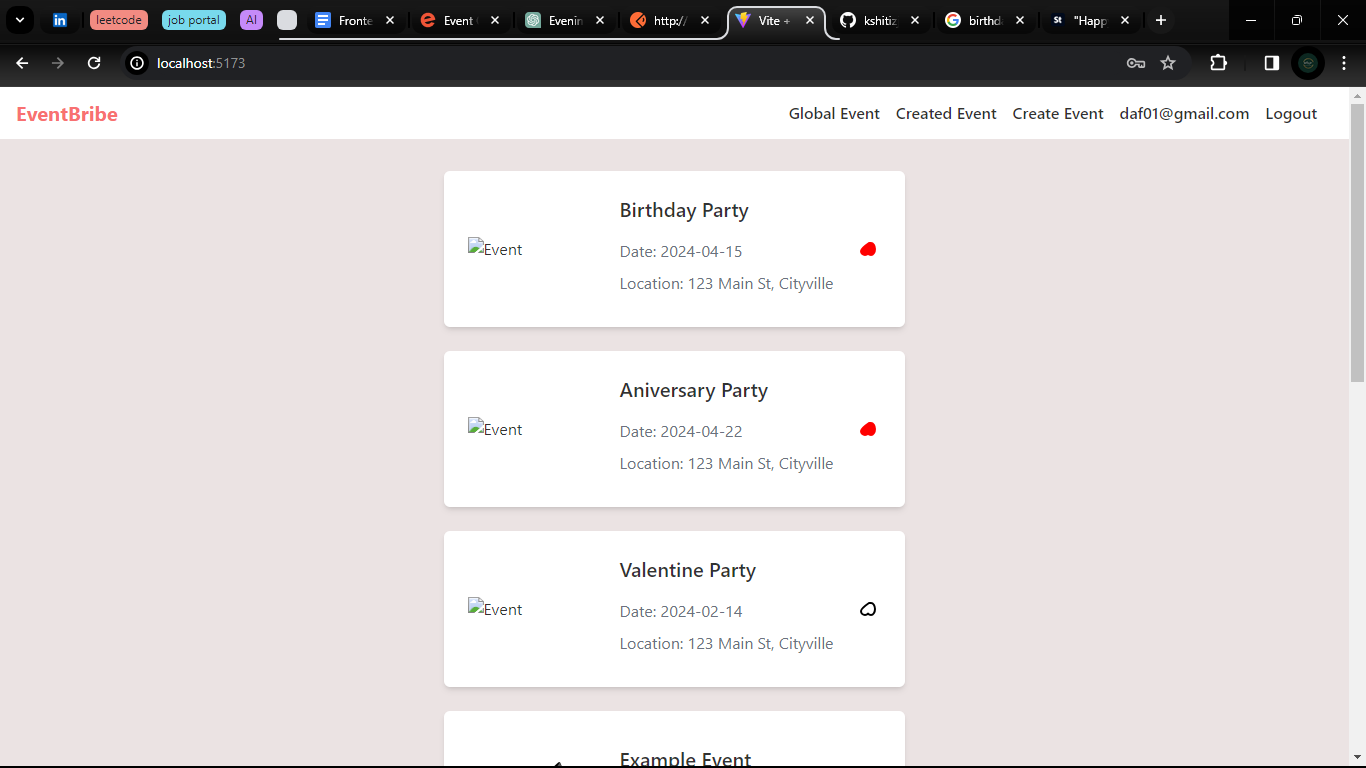 leetcode job portal AI Fronte Event Evenin http:/ Vite + kshitiz birthd "Happ
localhost:5173
EventBribe Global Event Created Event Create Event daf01@gmail.com Logout
Birthday Party
Event
Date: 2024-04-15
Location: 123 Main St, Cityville
Aniversary Party
Event
Date: 2024-04-22
Location: 123 Main St, Cityville
Valentine Party
Event
Date: 2024-02-14
Location: 123 Main St, Cityville
Example Event